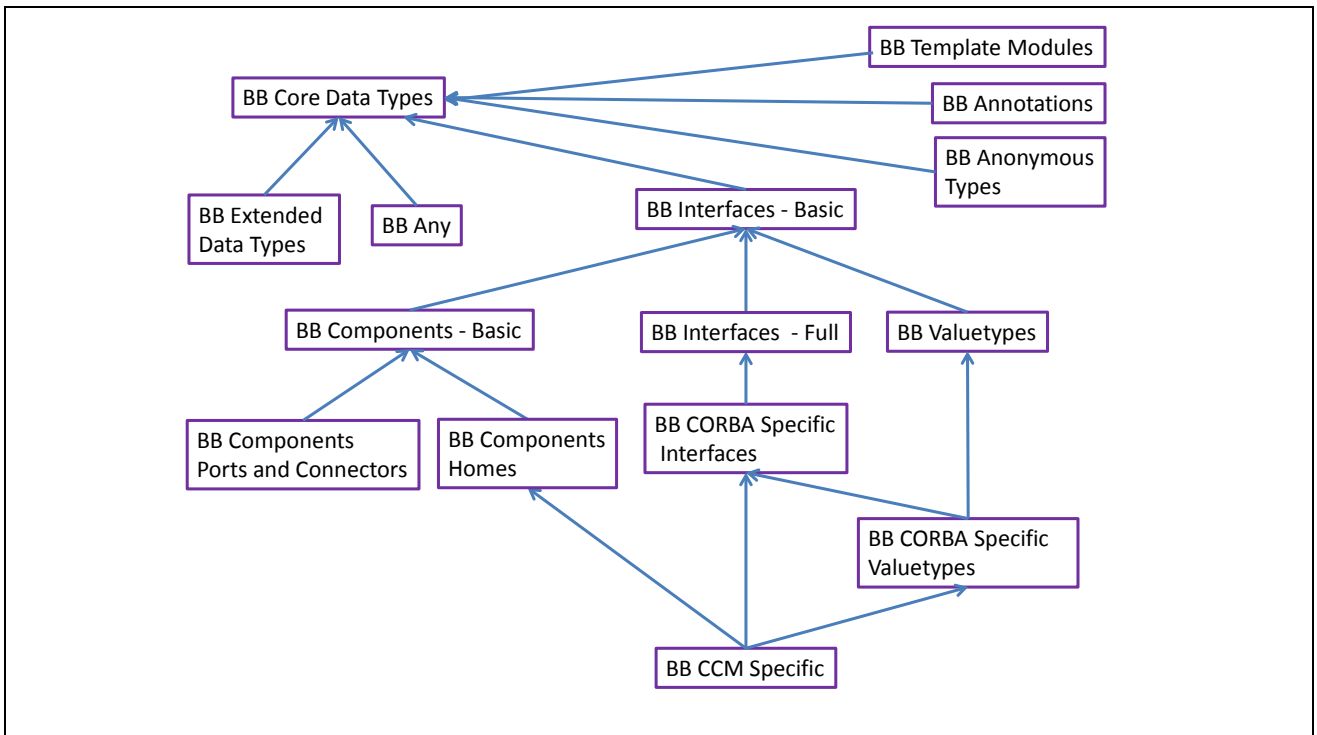 BB Template Modules
BB Core Data Types
BB Annotations
BB Anonymous
Types
BB Extended
Data Types
BB Any
BB Interfaces - Basic
BB Components - Basic
BB Interfaces  - Full
BB Valuetypes
BB Components
Ports and Connectors
BB Components
Homes
BB CORBA Specific
Interfaces
BB CORBA Specific
Valuetypes
BB CCM Specific